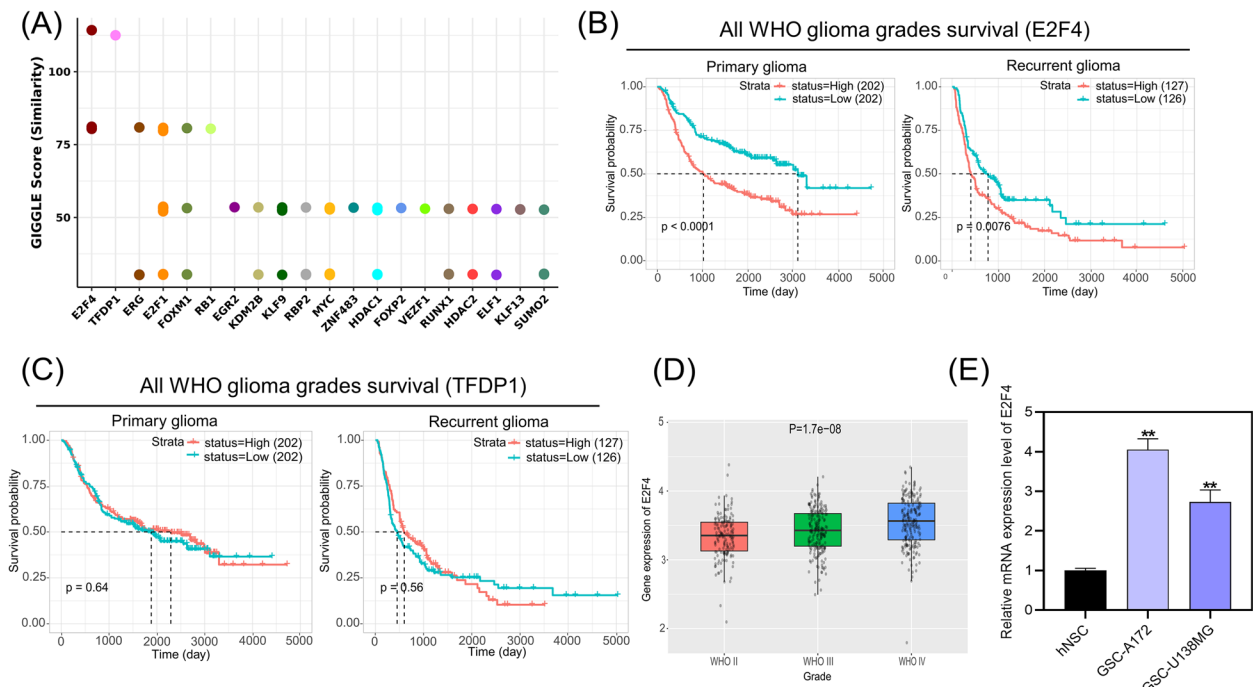 (A)
GIGGLE Score (Similarity)
100
75
50
E2F4
TFDP1
ERG
E2F1
FOXM1
RB1
EGR2
KDM2B
KLF9
RBP2
MYC
ZNF483
HDAC1
FOXP2
VEZF1
RUNX1
HDAC2
ELF1
KLF13
SUMO2
(B)
All WHO glioma grades survival (E2F4)
Primary glioma
Strata status=High (202)
status=Low (202)
Survival probability
1.00
0.75
0.50
0.25
0.00
p < 0.0001
0 1000 2000 3000 4000 5000
Time (day)
Recurrent glioma
Strata status=High (127)
status=Low (126)
Survival probability
1.00
0.75
0.50
0.25
0.00
p = 0.0076
1000 2000 3000 4000 5000
Time (day)
(C)
All WHO glioma grades survival (TFDP1)
Primary glioma
Strata status=High (202)
status=Low (202)
Survival probability
1.00
0.75
0.50
0.25
0.00
p = 0.64
0 1000 2000 3000 4000 5000
Time (day)
Recurrent glioma
Strata status=High (127)
status=Low (126)
Survival probability
1.00
0.75
0.50
0.25
0.00
p = 0.56
0 1000 2000 3000 4000 5000
Time (day)
(D)
Gene expression of E2F4
5
4
3
2
P=1.7e−08
WHO II WHO III WHO IV
Grade
(E)
Relative mRNA expression level of E2F4
5
4
3
2
1
0
**
**
hNSC
GSC-A172
GSC-U138MG